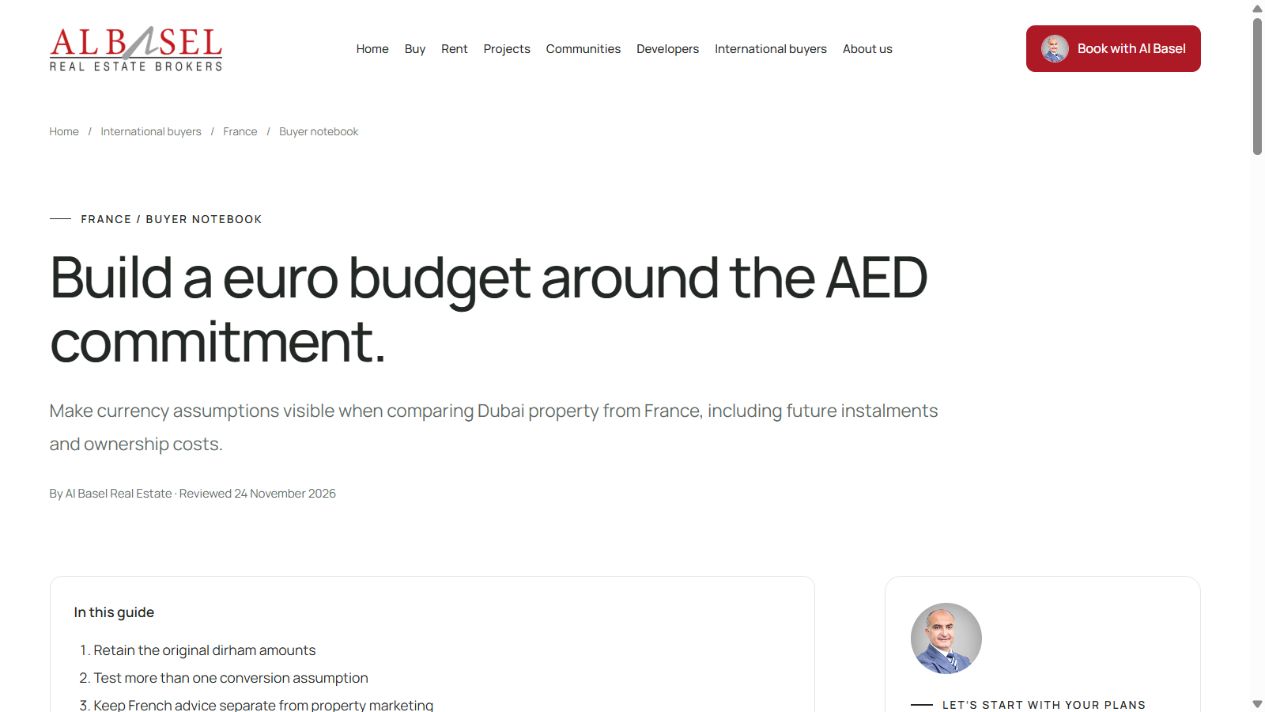 AL BASEL
REAL ESTATE BROKERS
Home Buy Rent Projects Communities Developers International buyers About us
Book with Al Basel
Home / International buyers / France / Buyer notebook
FRANCE / BUYER NOTEBOOK
Build a euro budget around the AED
commitment.
Make currency assumptions visible when comparing Dubai property from France, including future instalments
and ownership costs.
By Al Basel Real Estate · Reviewed 24 November 2026
In this guide
1. Retain the original dirham amounts
2. Test more than one conversion assumption
3. Keep French advice separate from property marketing
LET'S START WITH YOUR PLANS